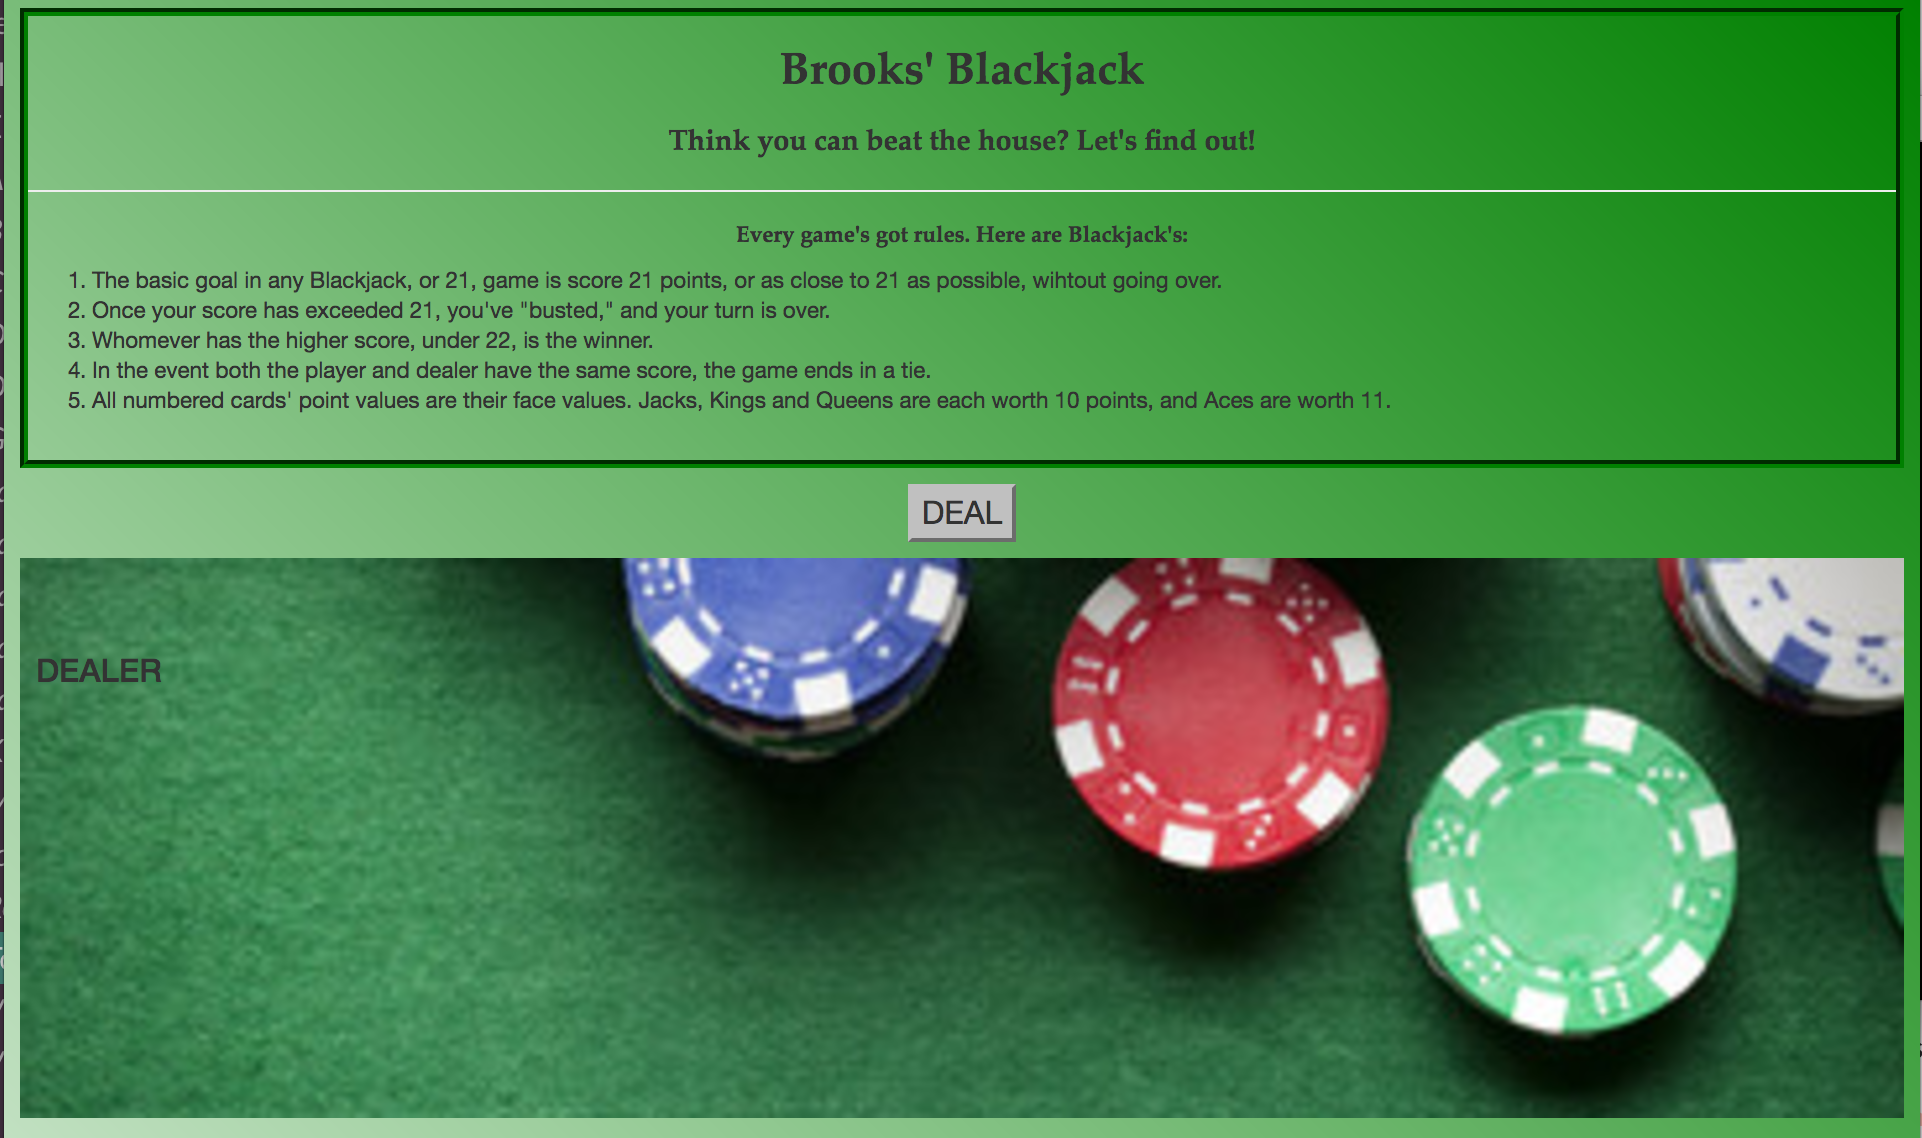 Brooks' Blackjack
Think you can beat the house? Let's find out!
Every game's got rules. Here are Blackjack's:
1. The basic goal in any Blackjack, or 21, game is score 21 points, or as close to 21 as possible, wihtout going over.
2. Once your score has exceeded 21, you've "busted," and your turn is over.
3. Whomever has the higher score, under 22, is the winner.
4. In the event both the player and dealer have the same score, the game ends in a tie.
5. All numbered cards' point values are their face values. Jacks, Kings and Queens are each worth 10 points, and Aces are worth 11.
DEAL
DEALER